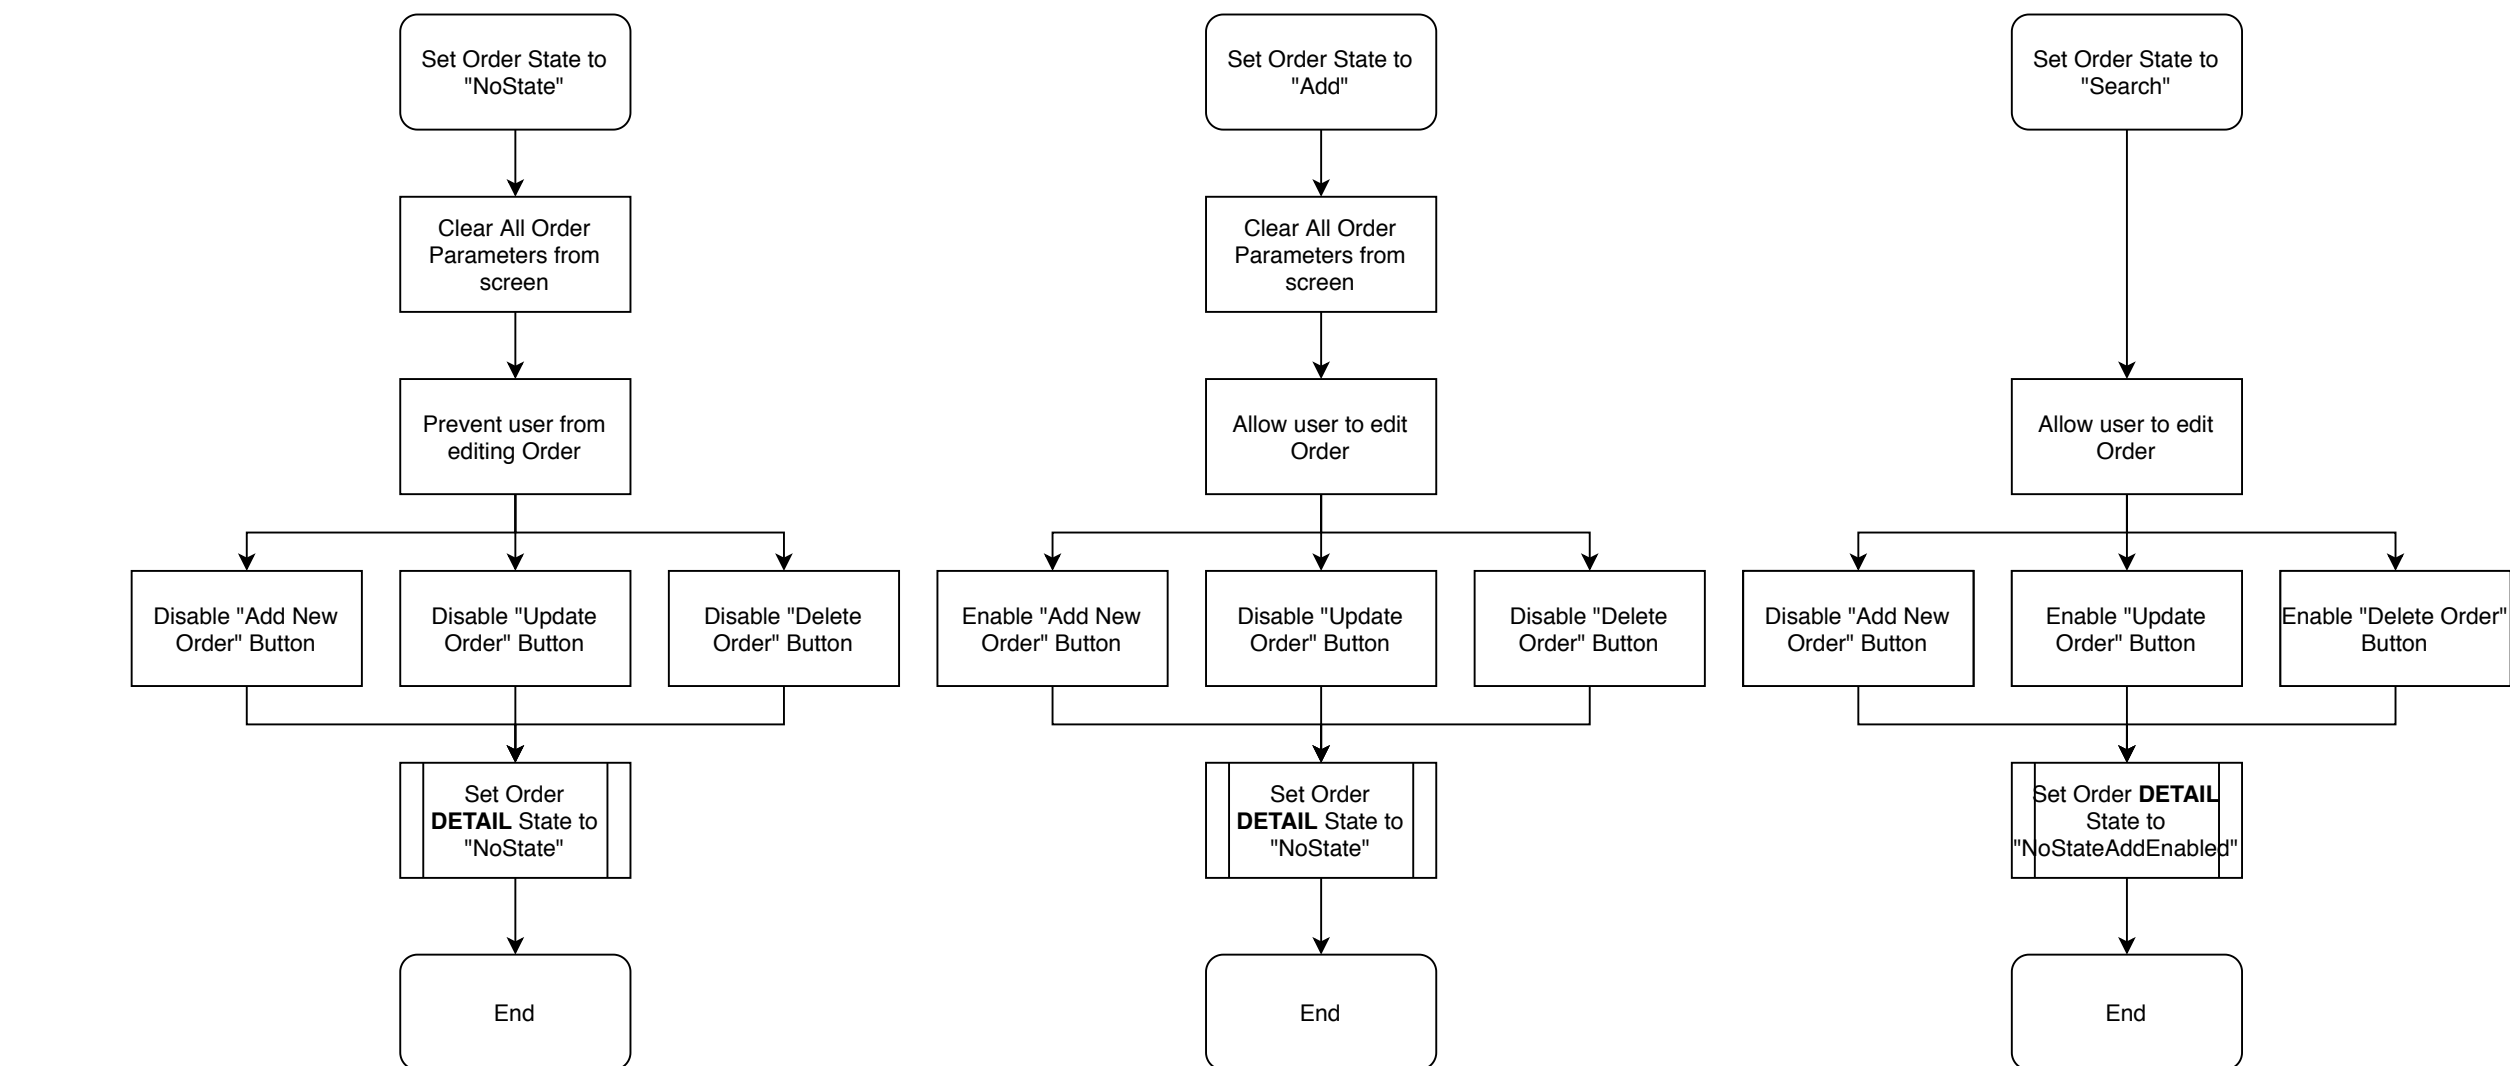 Set Order State to
"NoState"
Set Order State to
"Add"
Set Order State to
"Search"
Clear All Order
Parameters from
screen
Clear All Order
Parameters from
screen
Prevent user from
editing Order
Allow user to edit
Order
Allow user to edit
Order
Disable "Add New
Order" Button
Disable "Update
Order" Button
Disable "Delete
Order" Button
Enable "Add New
Order" Button
Disable "Update
Order" Button
Disable "Delete
Order" Button
Disable "Add New
Order" Button
Enable "Update
Order" Button
Enable "Delete Order"
Button
Set Order
DETAIL State to
"NoState"
Set Order
DETAIL State to
"NoState"
Set Order DETAIL
State to
"NoStateAddEnabled"
End
End
End